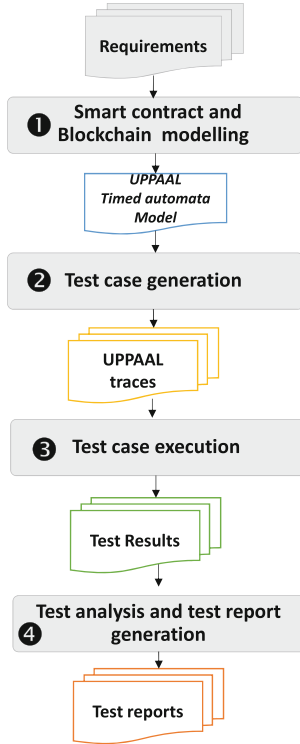 Requirements
❶ Smart contract and
Blockchain modelling
UPPAAL
Timed automata
Model
❷ Test case generation
UPPAAL
traces
❸ Test case execution
Test Results
Test analysis and test report
❹ generation
Test reports